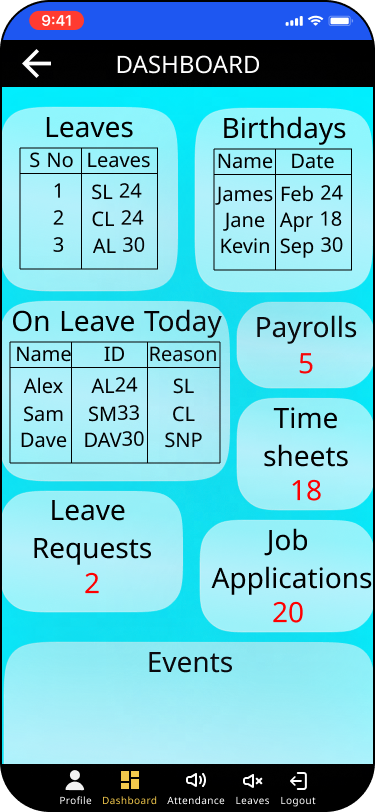 9:41
DASHBOARD
Leaves
S No Leaves
1 SL 24
2 CL 24
3 AL 30
Birthdays
Name Date
James Feb 24
Jane Apr 18
Kevin Sep 30
On Leave Today
Name ID Reason
Alex AL24 SL
Sam SM33 CL
Dave DAV30 SNP
Payrolls
5
Time
sheets
18
Leave
Requests
2
Job
Applications
20
Events
Profile Dashboard Attendance Leaves Logout